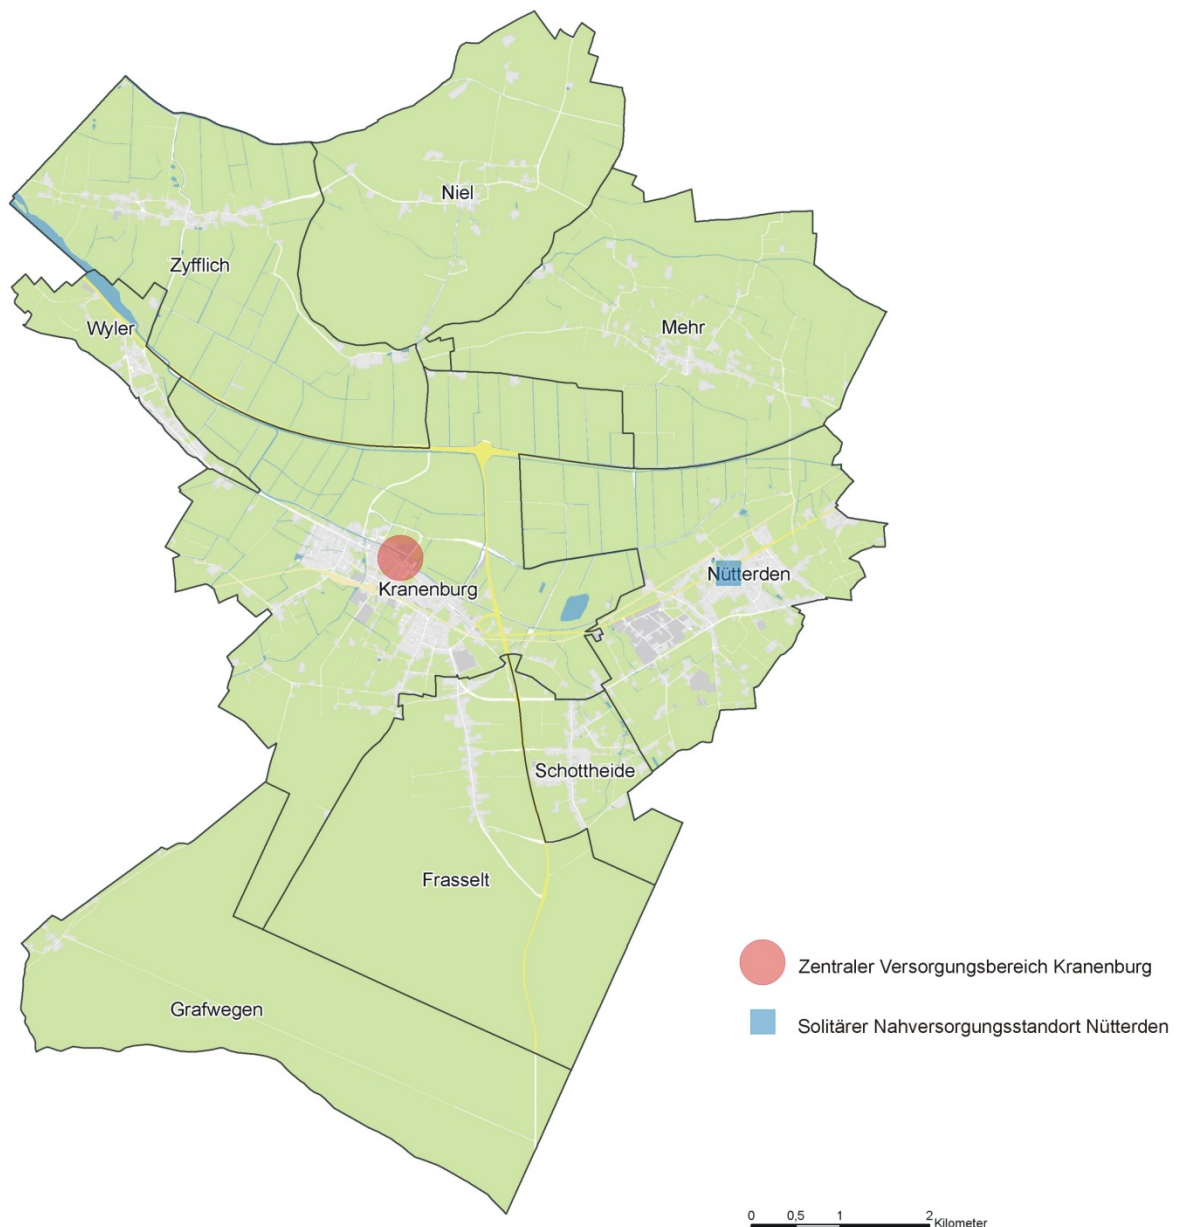 Niel
Zyfflich
Wyler
Mehr
Nütterden
Kranenburg
Schottheide
Frasselt
Zentraler Versorgungsbereich Kranenburg
Grafwegen
Solitärer Nahversorgungsstandort Nütterden
0 0,5 1 2 Kilometer